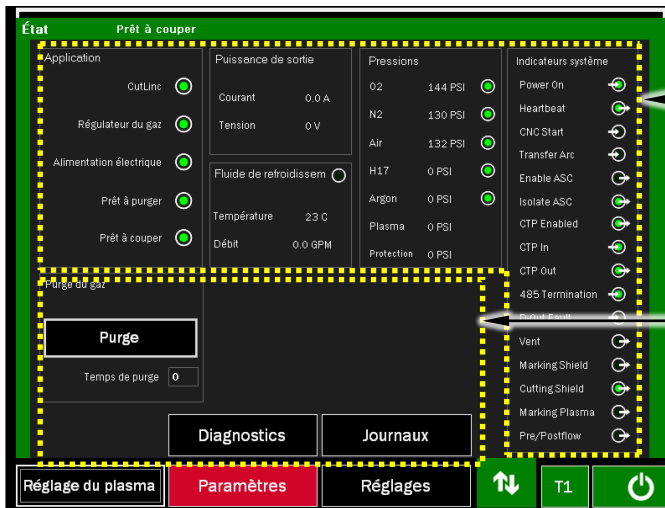 État Prêt à couper
Application
CutLinc
Régulateur du gaz
Alimentation électrique
Prêt à purger
Prêt à couper
Puissance de sortie
Courant 0.0 A
Tension 0 V
Fluide de refroidissem
Température 23 C
Débit 0.0 GPM
Pressions
O2 144 PSI
N2 130 PSI
Air 132 PSI
H17 0 PSI
Argon 0 PSI
Plasma 0 PSI
Protection 0 PSI
Indicateurs système
Power On
Heartbeat
CNC Start
Transfer Arc
Enable ASC
Isolate ASC
CTP Enabled
CTP In
CTP Out
485 Termination
D-Out Fault
Vent
Marking Shield
Cutting Shield
Marking Plasma
Pre/Postflow
Purge du gaz
Purge
Temps de purge 0
Diagnostics Journaux
Réglage du plasma Paramètres Réglages T1